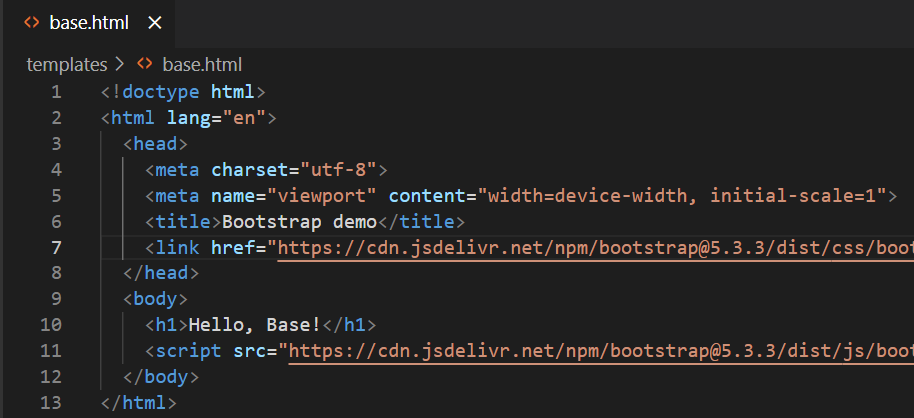 base.html
templates > base.html
1 <!doctype html>
2 <html lang="en">
3 <head>
4 <meta charset="utf-8">
5 <meta name="viewport" content="width=device-width, initial-scale=1">
6 <title>Bootstrap demo</title>
7 <link href="https://cdn.jsdelivr.net/npm/bootstrap@5.3.3/dist/css/boot
8 </head>
9 <body>
10 <h1>Hello, Base!</h1>
11 <script src="https://cdn.jsdelivr.net/npm/bootstrap@5.3.3/dist/js/boot
12 </body>
13 </html>